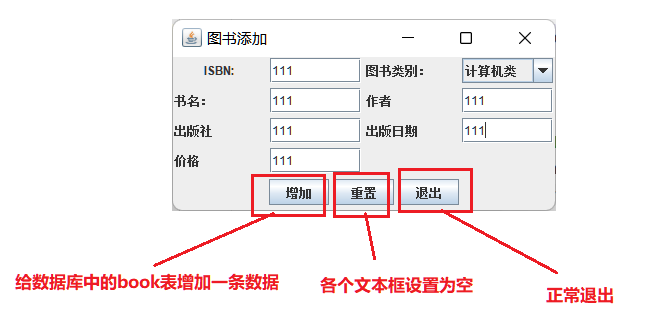 图书添加
ISBN: 111 图书类别： 计算机类
书名： 111 作者 111
出版社 111 出版日期 111
价格 111
增加 重置 退出
给数据库中的book表增加一条数据
各个文本框设置为空
正常退出